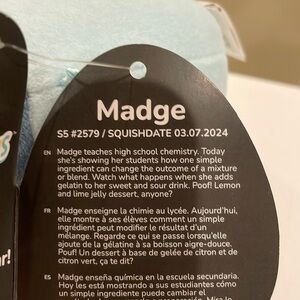 Madge
S5 #2579 / SQUISHDATE 03.07.2024
EN Madge teaches high school chemistry. Today
she's showing her students how one simple
ingredient can change the outcome of a mixture
or blend. Watch what happens when she adds
gelatin to her sweet and sour drink. Poof! Lemon
and lime jelly dessert, anyone?
FR Madge enseigne la chimie au lycée. Aujourd'hui,
elle montre à ses élèves comment un simple
ingrédient peut modifier le résultat d'un
mélange. Regarde ce qui se passe lorsqu'elle
ajoute de la gélatine à sa boisson aigre-douce.
Pouf! Un dessert à base de gelée de citron et de
citron vert, ça te dit?
ES Madge enseña química en la escuela secundaria.
Hoy les está mostrando a sus estudiantes cómo
un simple ingrediente puede cambiar el